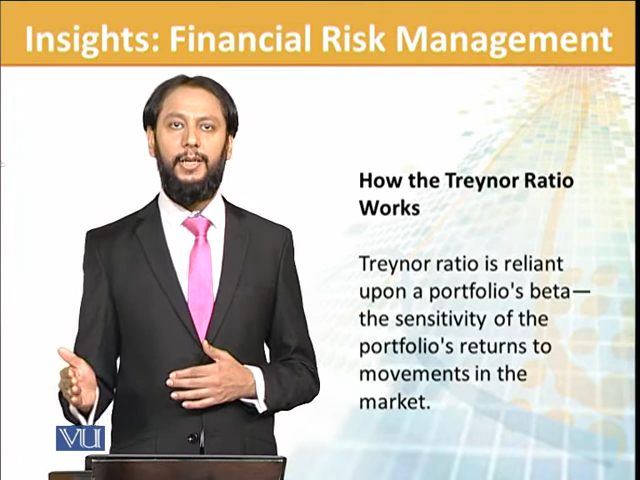 Insights: Financial Risk Management
How the Treynor Ratio
Works
Treynor ratio is reliant
upon a portfolio's beta—
the sensitivity of the
portfolio's returns to
movements in the
market.
VU